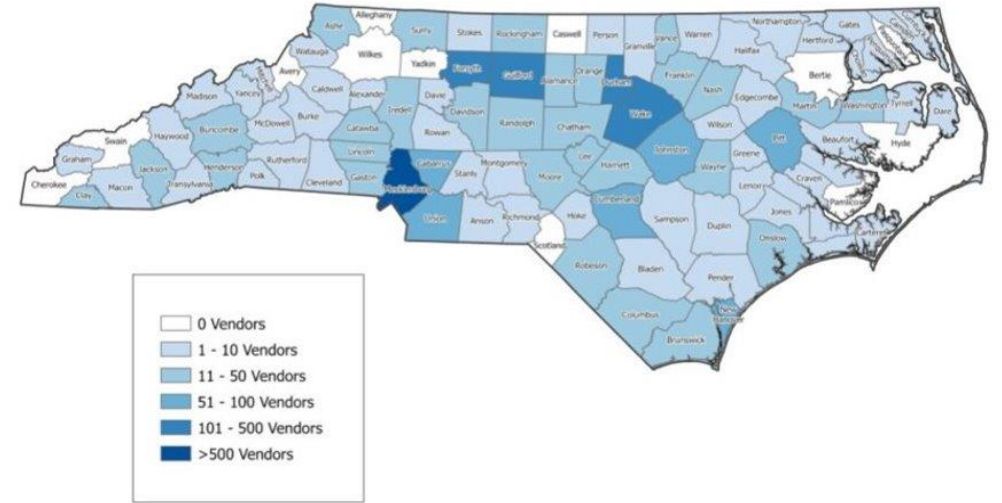 Alleghany
Ashe
Surry
Stokes
Rockingham
Caswell
Person
Granville
Vance
Warren
Northampton
Gates
Camden
Hertford
Halifax
Watauga
Wilkes
Yadkin
Forsyth
Guilford
Alamance
Orange
Durham
Franklin
Nash
Edgecombe
Bertie
Martin
Washington
Tyrrell
Dare
Avery
Mitchell
Yancey
Madison
Caldwell
Alexander
Iredell
Davie
Davidson
Randolph
Chatham
Wake
Wilson
Pitt
Beaufort
Hyde
Haywood
Buncombe
McDowell
Burke
Catawba
Rowan
Lincoln
Swain
Graham
Jackson
Henderson
Rutherford
Cleveland
Gaston
Cabarrus
Stanly
Montgomery
Moore
Lee
Harnett
Johnston
Wayne
Greene
Lenoir
Craven
Pamlico
Cherokee
Clay
Macon
Transylvania
Polk
Mecklenburg
Union
Anson
Richmond
Scotland
Hoke
Cumberland
Sampson
Duplin
Jones
Onslow
Carteret
Robeson
Bladen
Pender
Columbus
Brunswick
New
Hanover
0 Vendors
1 - 10 Vendors
11 - 50 Vendors
51 - 100 Vendors
101 - 500 Vendors
>500 Vendors